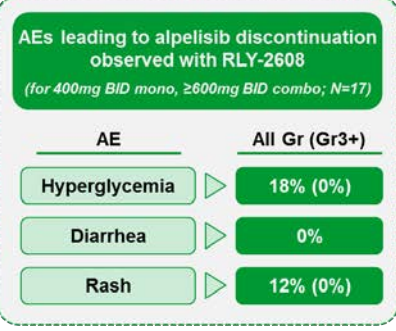 AEs leading to alpelisib discontinuation
observed with RLY-2608
(for 400mg BID mono, ≥600mg BID combo; N=17)
AE All Gr (Gr3+)
Hyperglycemia 18% (0%)
Diarrhea 0%
Rash 12% (0%)